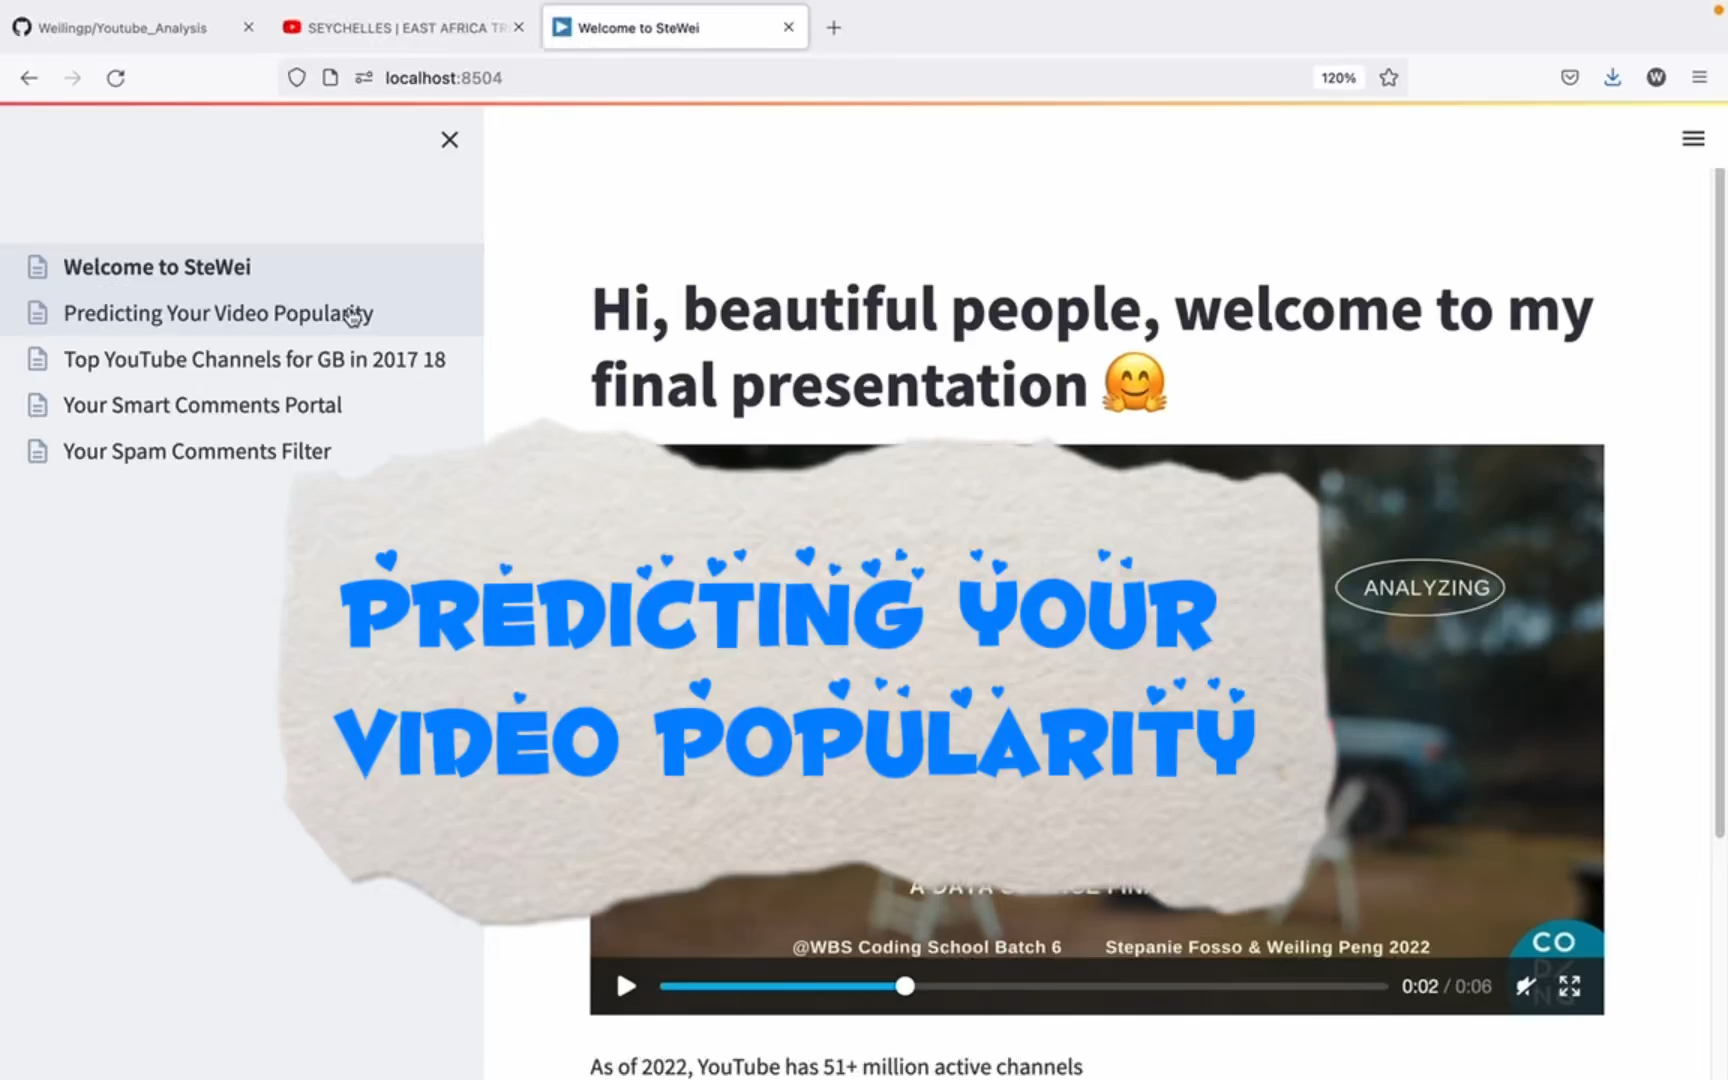 Weilingp/Youtube_Analysis
SEYCHELLES | EAST AFRICA
Welcome to SteWei
localhost:8504
120%
W
Welcome to SteWei
Predicting Your Video Popularity
Top YouTube Channels for GB in 2017 18
Your Smart Comments Portal
Your Spam Comments Filter
Hi, beautiful people, welcome to my
final presentation 🤗
ANALYZING
PREDICTING YOUR
VIDEO POPULARITY
@WBS Coding School Batch 6 Stepanie Fosso & Weiling Peng 2022
CO
0:02 / 0:06
As of 2022, YouTube has 51+ million active channels